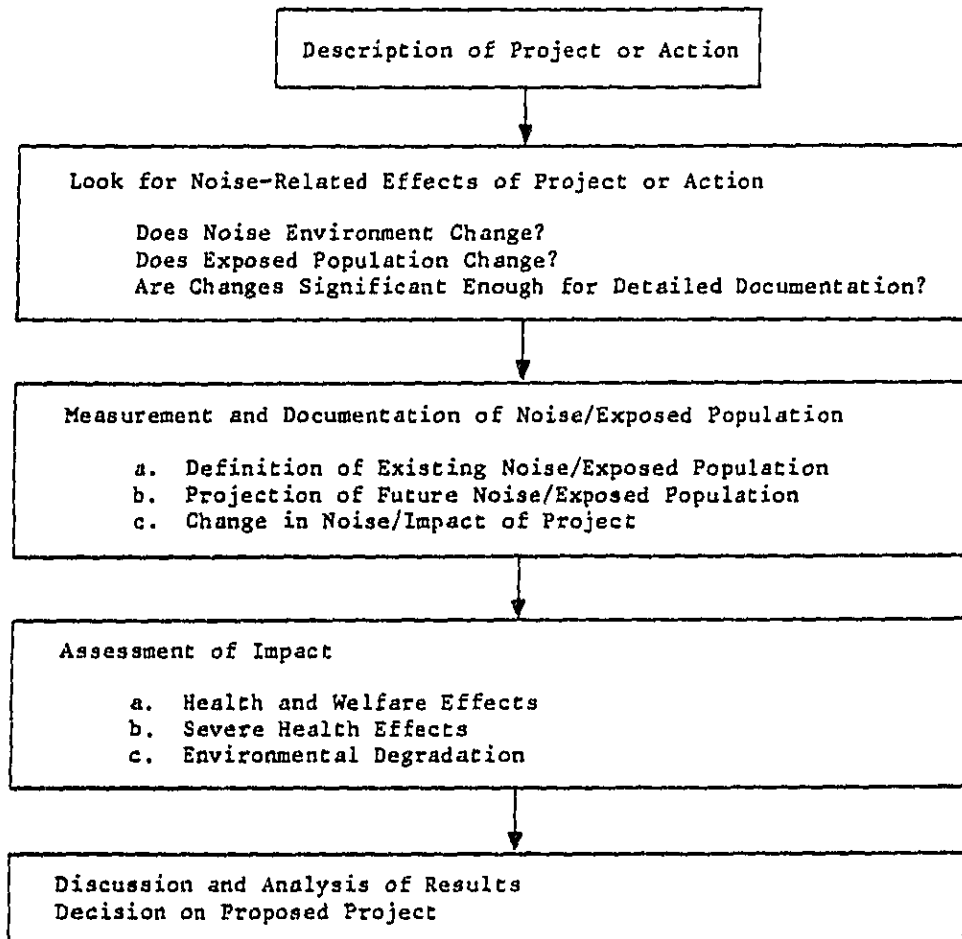 Description of Project or Action
Look for Noise-Related Effects of Project or Action
Does Noise Environment Change?
Does Exposed Population Change?
Are Changes Significant Enough for Detailed Documentation?
Measurement and Documentation of Noise/Exposed Population
a. Definition of Existing Noise/Exposed Population
b. Projection of Future Noise/Exposed Population
c. Change in Noise/Impact of Project
Assessment of Impact
a. Health and Welfare Effects
b. Severe Health Effects
c. Environmental Degradation
Discussion and Analysis of Results
Decision on Proposed Project